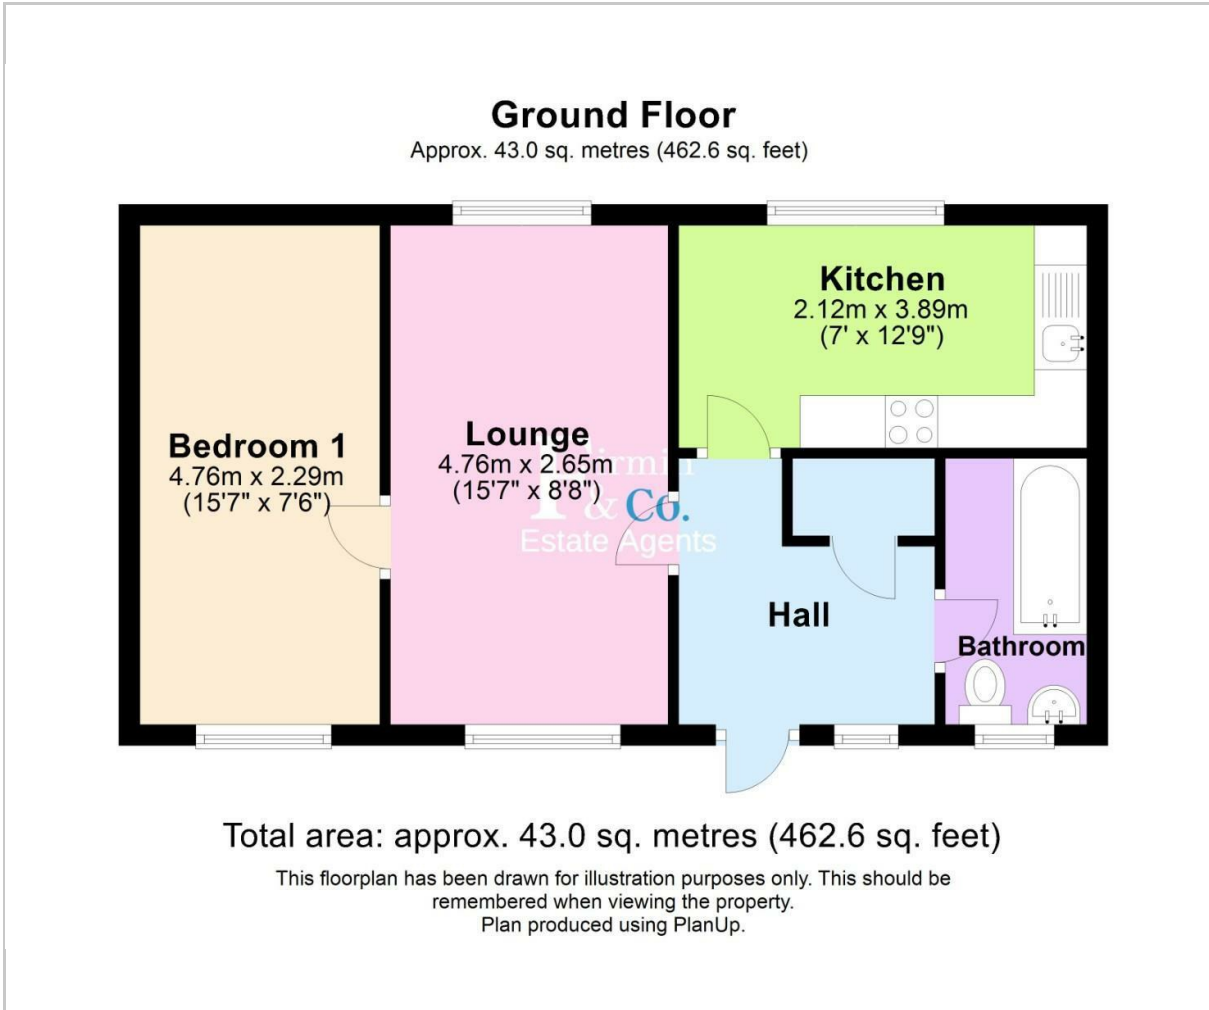 Ground Floor
Approx. 43.0 sq. metres (462.6 sq. feet)
Kitchen
2.12m x 3.89m
(7' x 12'9")
Bedroom 1
4.76m x 2.29m
(15'7" x 7'6")
Lounge
4.76m x 2.65m
(15'7" x 8'8")
Firmin
& Co.
Estate Agents
Hall
Bathroom
Total area: approx. 43.0 sq. metres (462.6 sq. feet)
This floorplan has been drawn for illustration purposes only. This should be
remembered when viewing the property.
Plan produced using PlanUp.